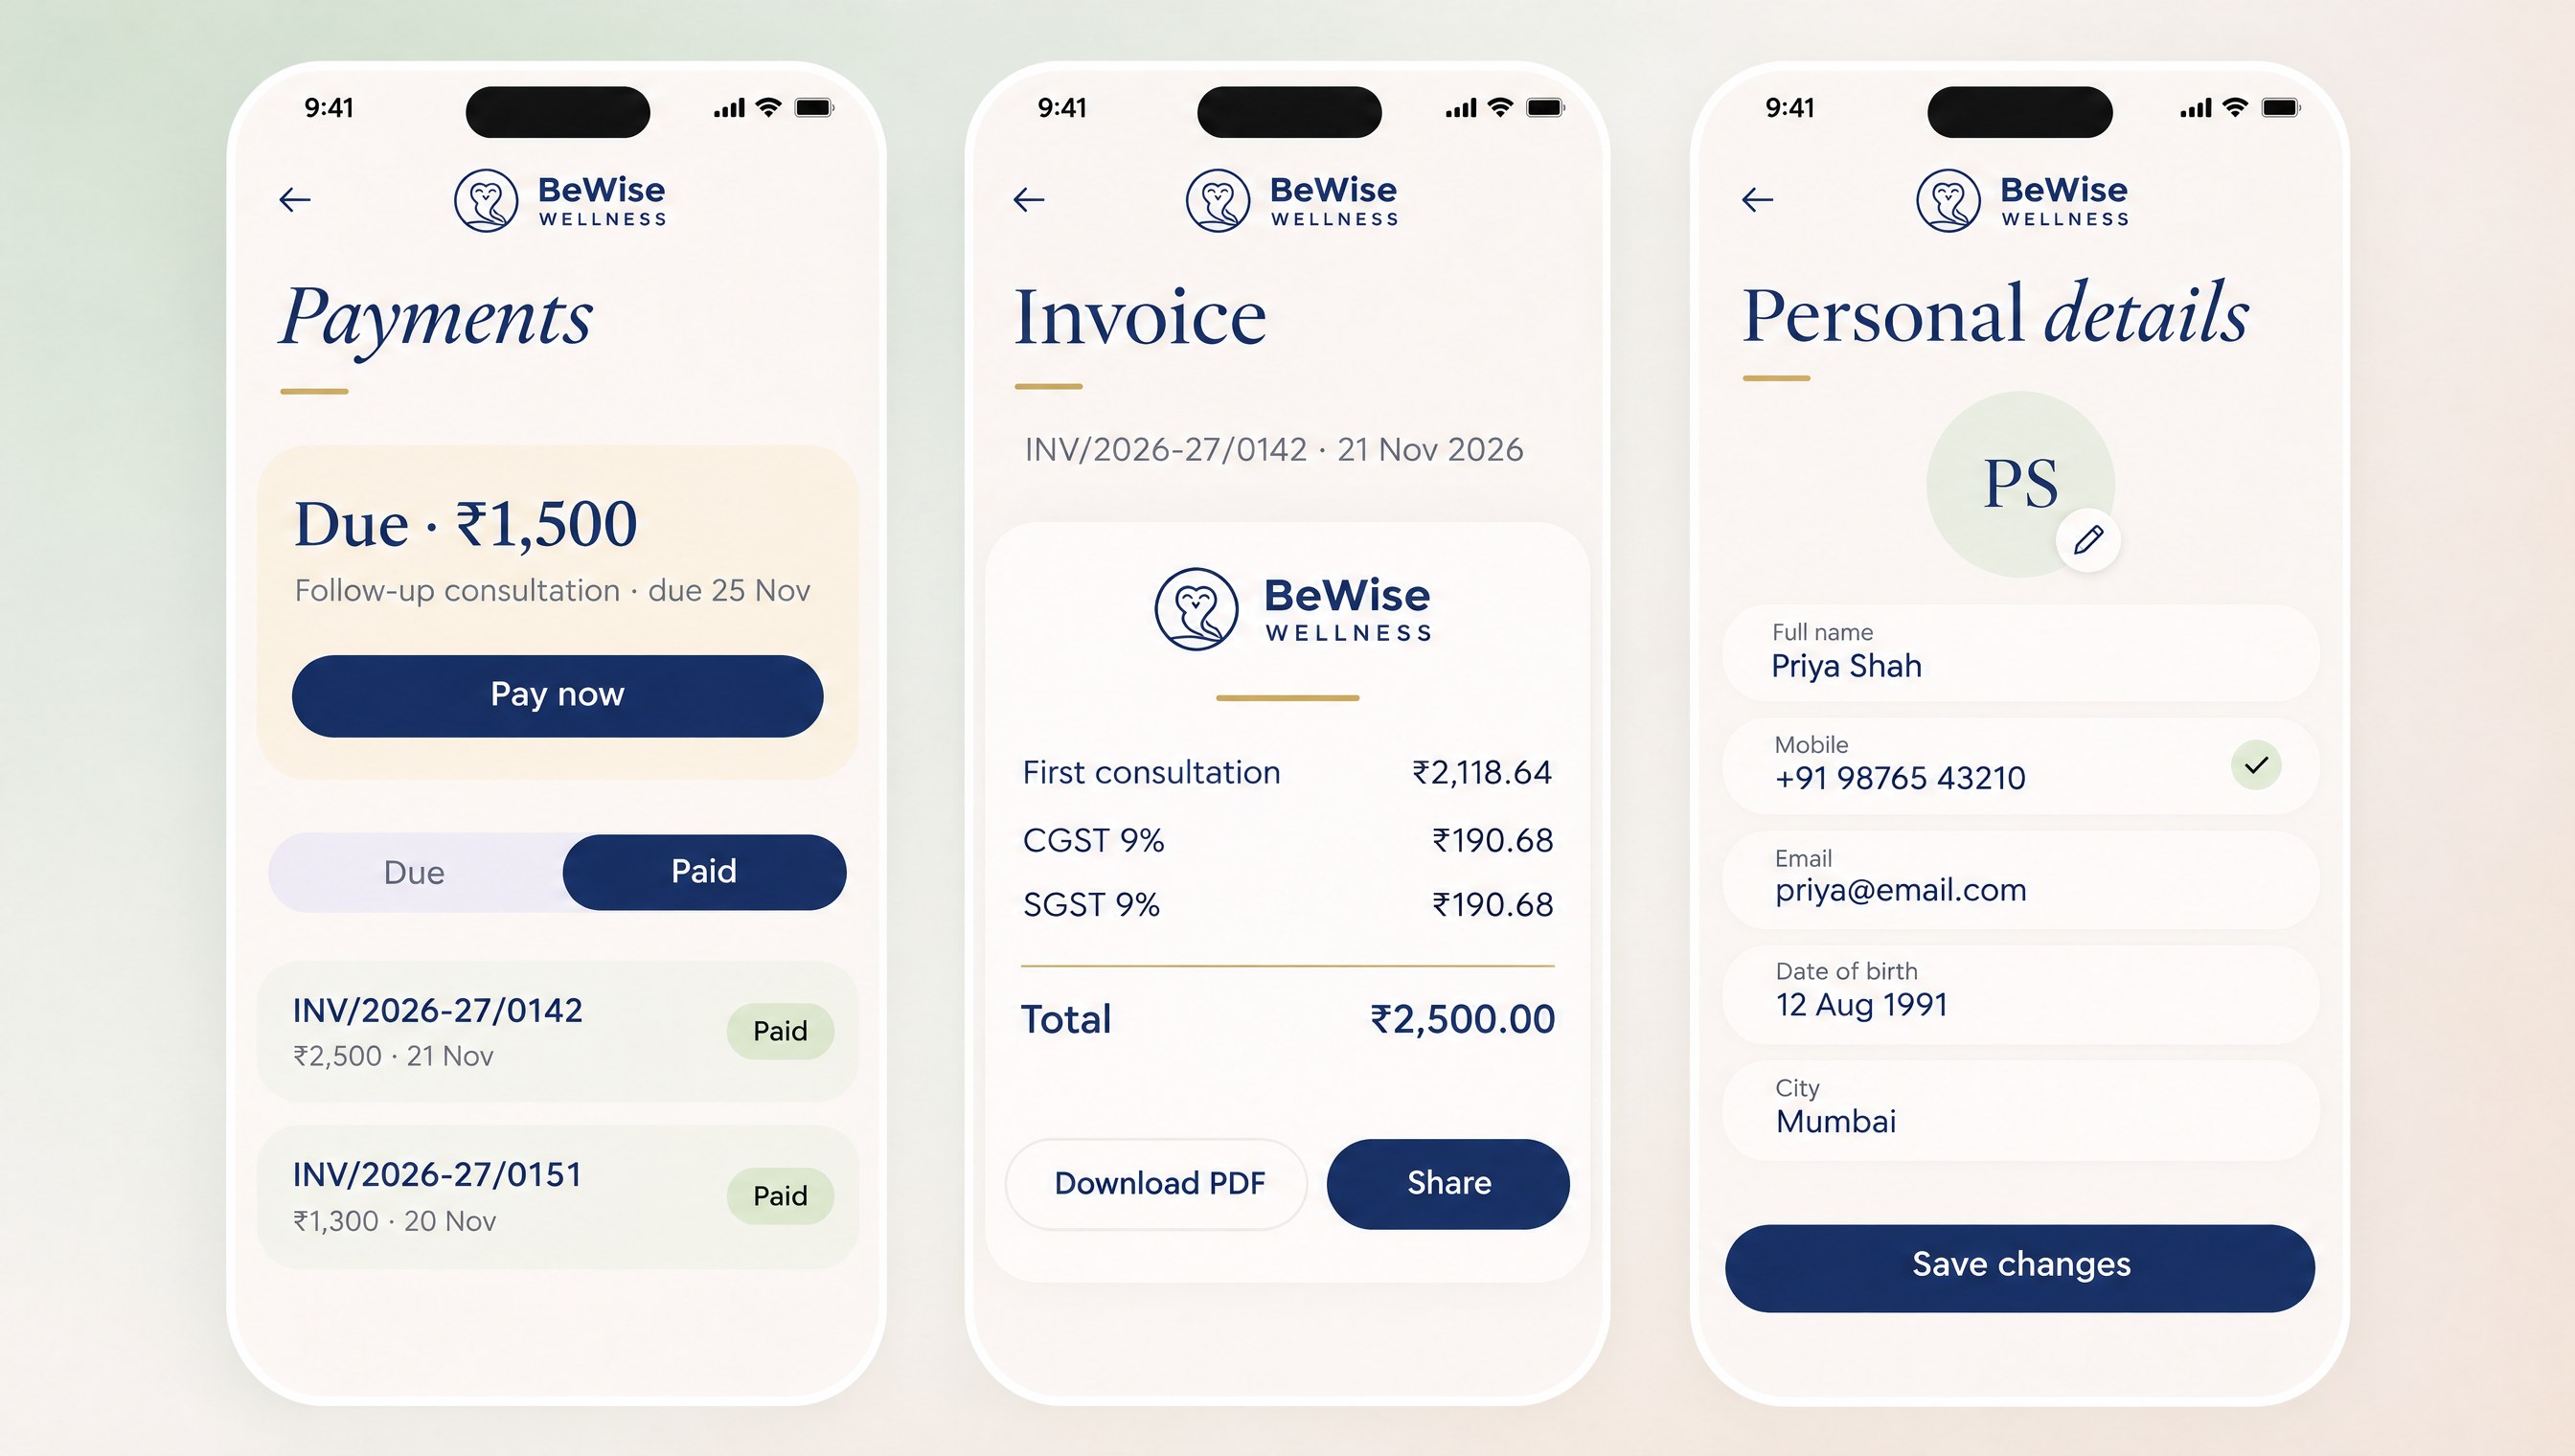 9:41
BeWise
WELLNESS
Payments
Due · ₹1,500
Follow-up consultation · due 25 Nov
Pay now
Due
Paid
INV/2026-27/0142
₹2,500 · 21 Nov
Paid
INV/2026-27/0151
₹1,300 · 20 Nov
Paid
9:41
BeWise
WELLNESS
Invoice
INV/2026-27/0142 · 21 Nov 2026
BeWise
WELLNESS
First consultation ₹2,118.64
CGST 9% ₹190.68
SGST 9% ₹190.68
Total ₹2,500.00
Download PDF
Share
9:41
BeWise
WELLNESS
Personal details
PS
Full name
Priya Shah
Mobile
+91 98765 43210
Email
priya@email.com
Date of birth
12 Aug 1991
City
Mumbai
Save changes